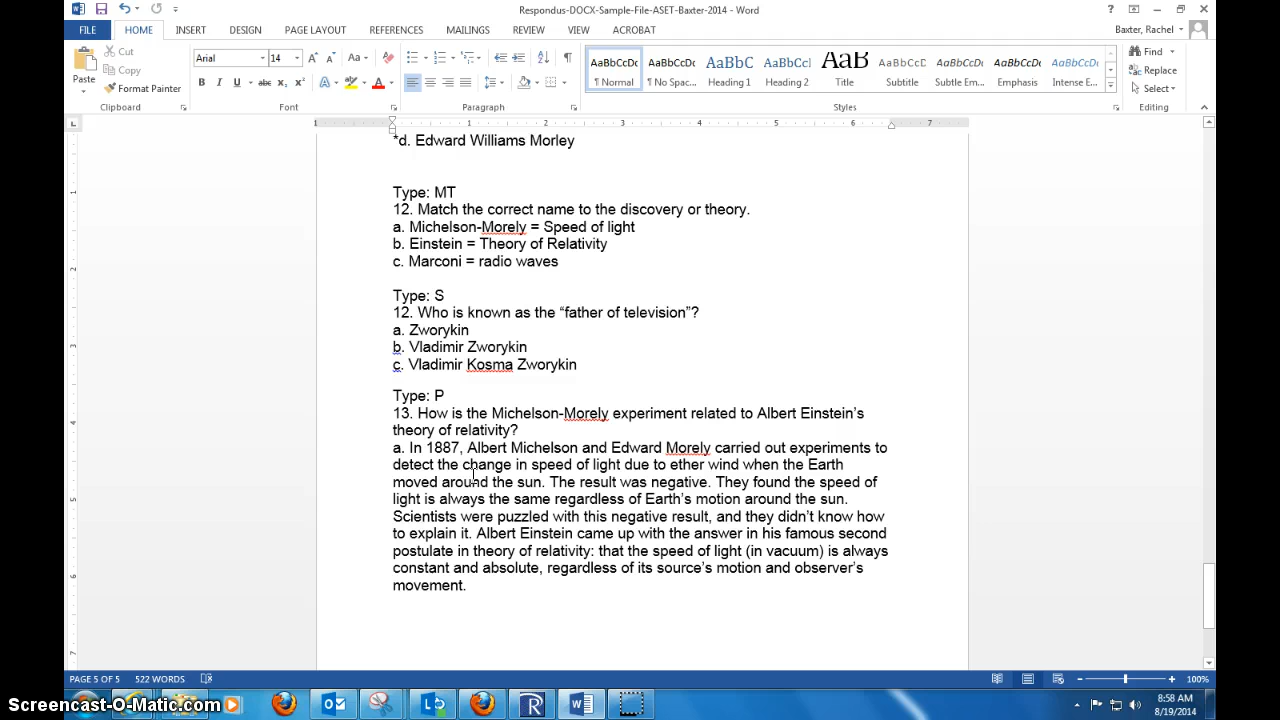 Respondus-DOCX-Sample-File-ASET-Baxter-2014 - Word
FILE HOME INSERT DESIGN PAGE LAYOUT REFERENCES MAILINGS REVIEW VIEW ACROBAT Baxter, Rachel
Cut
Copy
Paste
Format Painter
Arial 14
AaBbCcDc AaBbCcDc AaBbC AaBbCc AaB AaBbCcDc AaBbCcDc AaBbCcDc AaBbCcDc
¶ Normal ¶ No Spac... Heading 1 Heading 2 Title Subtitle Subtle Em... Emphasis Intense E...
Find
Replace
Select
Clipboard Font Paragraph Styles Editing
1 1 2 3 4 5 6 7
*d. Edward Williams Morley
Type: MT
12. Match the correct name to the discovery or theory.
a. Michelson-Morely = Speed of light
b. Einstein = Theory of Relativity
c. Marconi = radio waves
Type: S
12. Who is known as the “father of television”?
a. Zworykin
b. Vladimir Zworykin
c. Vladimir Kosma Zworykin
Type: P
13. How is the Michelson-Morely experiment related to Albert Einstein’s
theory of relativity?
a. In 1887, Albert Michelson and Edward Morely carried out experiments to
detect the change in speed of light due to ether wind when the Earth
moved around the sun. The result was negative. They found the speed of
light is always the same regardless of Earth’s motion around the sun.
Scientists were puzzled with this negative result, and they didn’t know how
to explain it. Albert Einstein came up with the answer in his famous second
postulate in theory of relativity: that the speed of light (in vacuum) is always
constant and absolute, regardless of its source’s motion and observer’s
movement.
PAGE 5 OF 5 522 WORDS 100%
Screencast-O-Matic.com
8:58 AM
8/19/2014